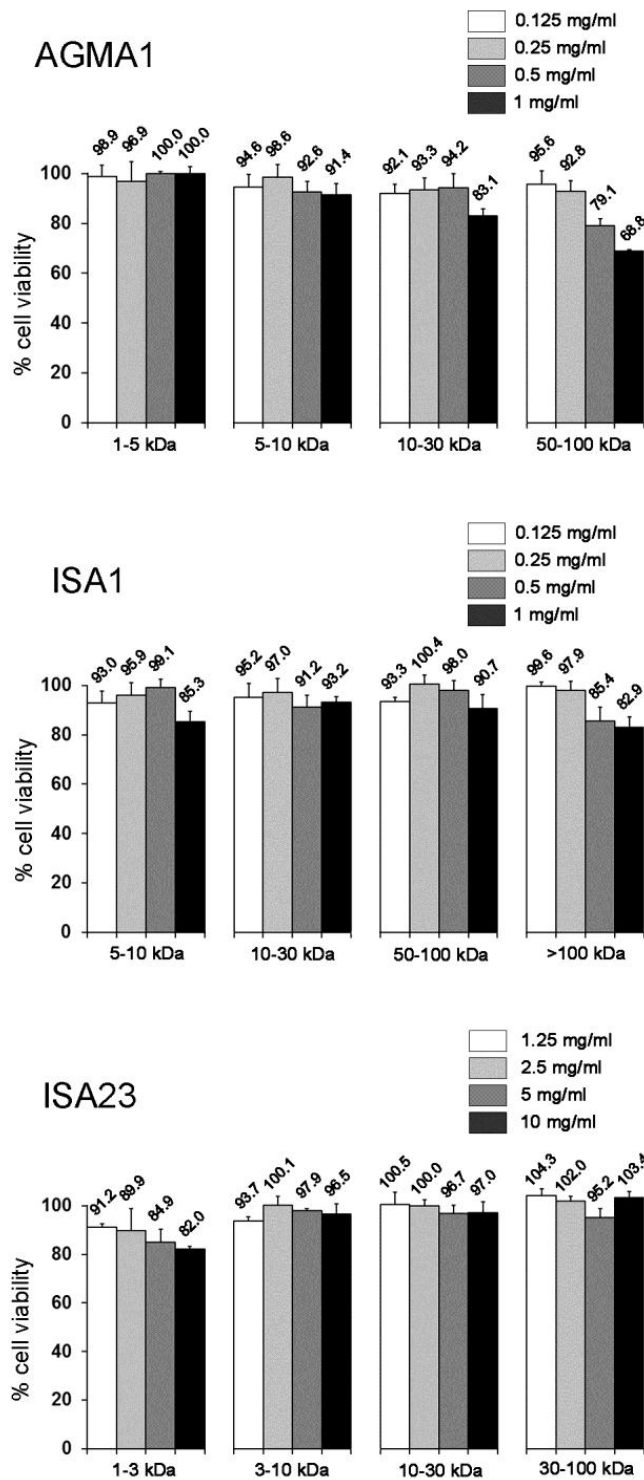 AGMA1
0.125 mg/ml
0.25 mg/ml
0.5 mg/ml
1 mg/ml
98.9 96.9 100.0 100.0 94.6 98.6 92.6 91.4 92.1 93.3 94.2 83.1 95.6 92.8 79.1 68.8
% cell viability
100
80
60
40
20
0
1-5 kDa 5-10 kDa 10-30 kDa 50-100 kDa
ISA1
0.125 mg/ml
0.25 mg/ml
0.5 mg/ml
1 mg/ml
93.0 95.9 99.1 85.3 95.2 97.0 91.2 93.2 93.3 100.4 98.0 90.7 99.6 97.9 85.4 82.9
% cell viability
100
80
60
40
20
0
5-10 kDa 10-30 kDa 50-100 kDa >100 kDa
ISA23
1.25 mg/ml
2.5 mg/ml
5 mg/ml
10 mg/ml
91.2 89.9 84.9 82.0 93.7 100.1 97.9 96.5 100.5 100.0 96.7 97.0 104.3 102.0 95.2 103.4
% cell viability
100
80
60
40
20
0
1-3 kDa 3-10 kDa 10-30 kDa 30-100 kDa